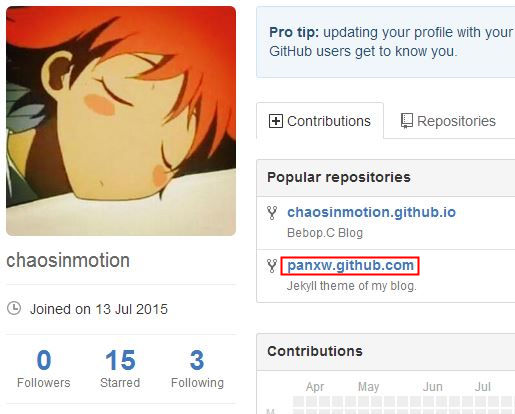 Pro tip: updating your profile with your
GitHub users get to know you.
Contributions
Repositories
Popular repositories
chaosinmotion.github.io
Bebop.C Blog
panxw.github.com
Jekyll theme of my blog.
chaosinmotion
Joined on 13 Jul 2015
0 15 3
Followers Starred Following
Contributions
Apr May Jun Jul
M